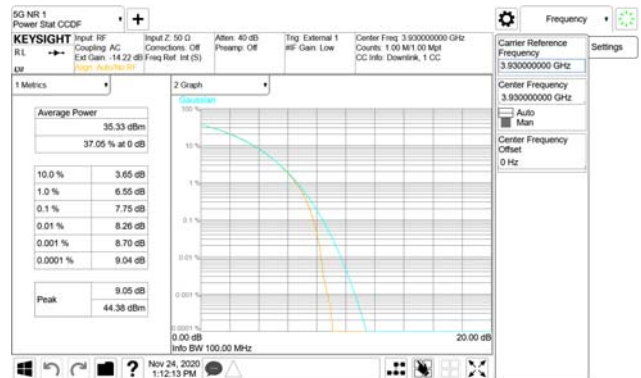 5G NR 1
Power Stat CCDF
Frequency
KEYSIGHT
RL
Input: RF
Coupling: AC
Ext Gain: -14.22 dB
Align: Auto/No RF
Input Z: 50 Ω
Corrections: Off
Freq Ref: Int (S)
Atten: 40 dB
Preamp: Off
Trig: External 1
#IF Gain: Low
Center Freq: 3.930000000 GHz
Counts: 1.00 M/1.00 Mpt
CC Info: Downlink, 1 CC
Carrier Reference Frequency
3.930000000 GHz
Settings
Center Frequency
3.930000000 GHz
Auto
Man
Center Frequency Offset
0 Hz
1 Metrics
2 Graph
Average Power
35.33 dBm
37.05 % at 0 dB
10.0 % 3.65 dB
1.0 % 6.55 dB
0.1 % 7.75 dB
0.01 % 8.26 dB
0.001 % 8.70 dB
0.0001 % 9.04 dB
Peak
9.05 dB
44.38 dBm
Gaussian
100 %
10 %
1 %
0.1 %
0.01 %
0.001 %
0.0001 %
0.00 dB
20.00 dB
Info BW 100.00 MHz
Nov 24, 2020
1:12:13 PM